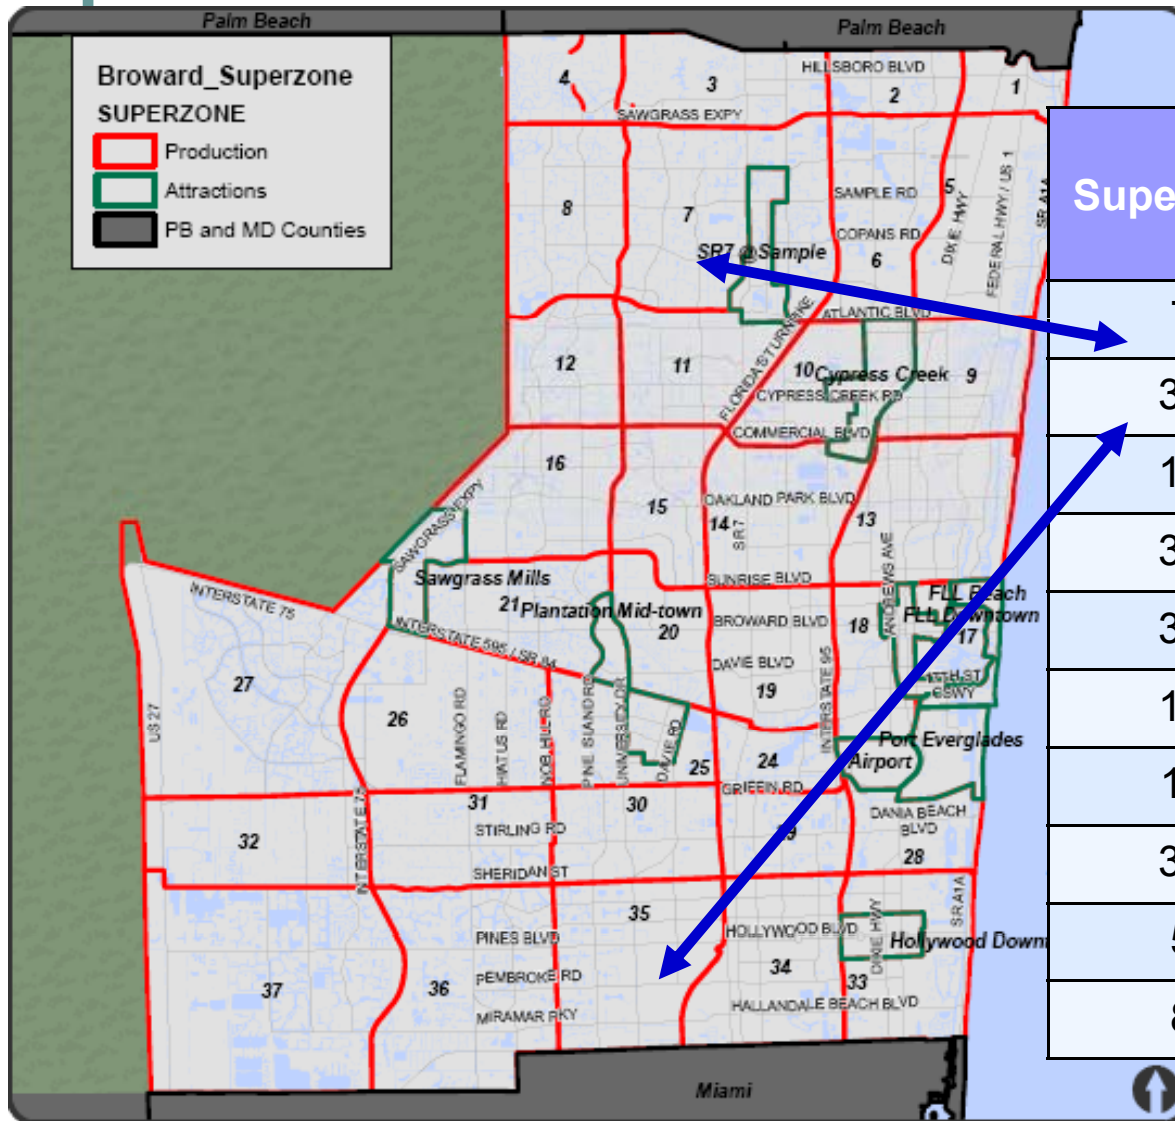 Palm Beach
Palm Beach
Broward_Superzone
SUPERZONE
Production
Attractions
PB and MD Counties
HILLSBORO BLVD
4
3
2
1
SAWGRASS EXPY
8
7
SAMPLE RD
5
DIXIE HWY
FEDERAL HWY / US 1
SR A1A
COPANS RD
SR7 @Sample
6
ATLANTIC BLVD
FLORIDA'S TURNPIKE
12
11
10
Cypress Creek
9
CYPRESS CREEK RD
COMMERCIAL BLVD
16
15
OAKLAND PARK BLVD
14
SR7
13
SAWGRASS EXPY
ANDREWS AVE
INTERSTATE 75
Sawgrass Mills
SUNRISE BLVD
FLL Beach
21
Plantation Mid-town
BROWARD BLVD
18
FLL Downtown
20
17
INTERSTATE 595 / SR 84
DAVIE BLVD
17TH ST
CSWY
27
26
19
INTERSTATE 95
US 27
FLAMINGO RD
HIATUS RD
NOB HILL RD
PINE ISLAND RD
UNIVERSITY DR
DAVIE RD
25
24
Port Everglades
Airport
GRIFFIN RD
31
30
DANIA BEACH
BLVD
32
INTERSTATE 75
STIRLING RD
29
28
SHERIDAN ST
35
SR A1A
PINES BLVD
HOLLYWOOD BLVD
DIXIE HWY
Hollywood Downt
37
36
PEMBROKE RD
34
33
MIRAMAR PKY
HALLANDALE BEACH BLVD
Miami
Supe
3
1
3
3
1
1
3
5
8